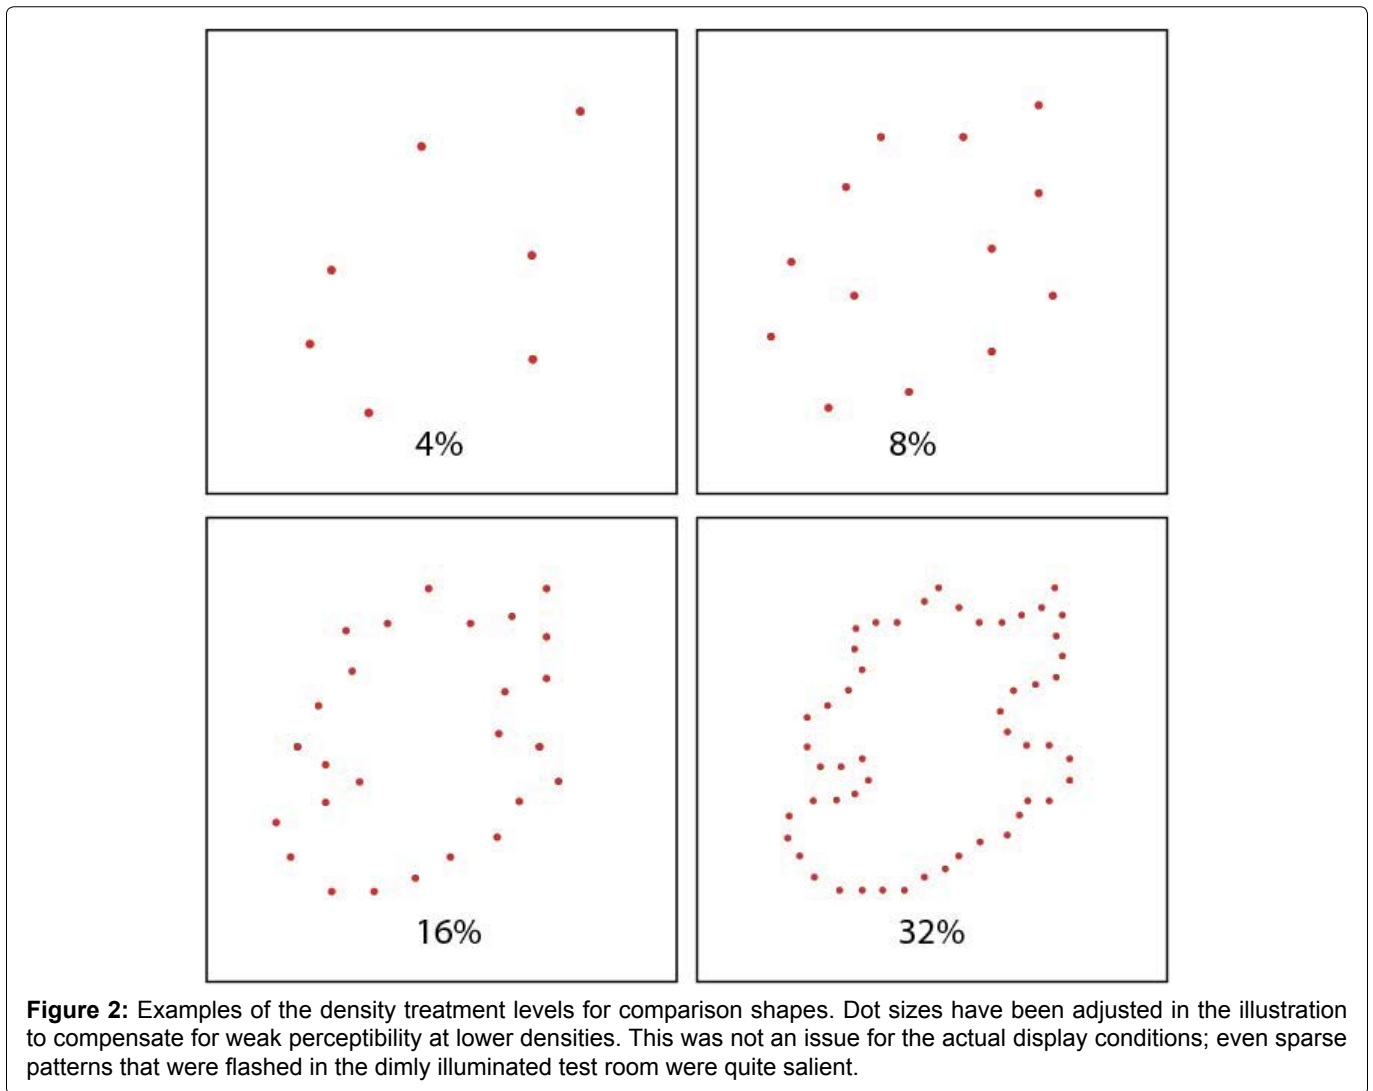 4%
8%
16%
32%
Figure 2: Examples of the density treatment levels for comparison shapes. Dot sizes have been adjusted in the illustration
to compensate for weak perceptibility at lower densities. This was not an issue for the actual display conditions; even sparse
patterns that were flashed in the dimly illuminated test room were quite salient.